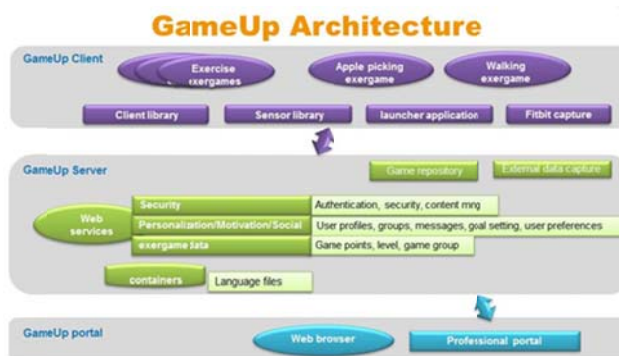 GameUp Architecture
GameUp Client
Exercise
exergames
Apple picking
exergame
Walking
exergame
Client library
Sensor library
launcher application
Fitbit capture
GameUp Server
Game repository
External data capture
Web
services
Security
Authentication, security, content mng
Personalization/Motivation/Social
User profiles, groups, messages, goal setting, user preferences
exergame data
Game points, level, game group
containers
Language files
GameUp portal
Web browser
Professional portal